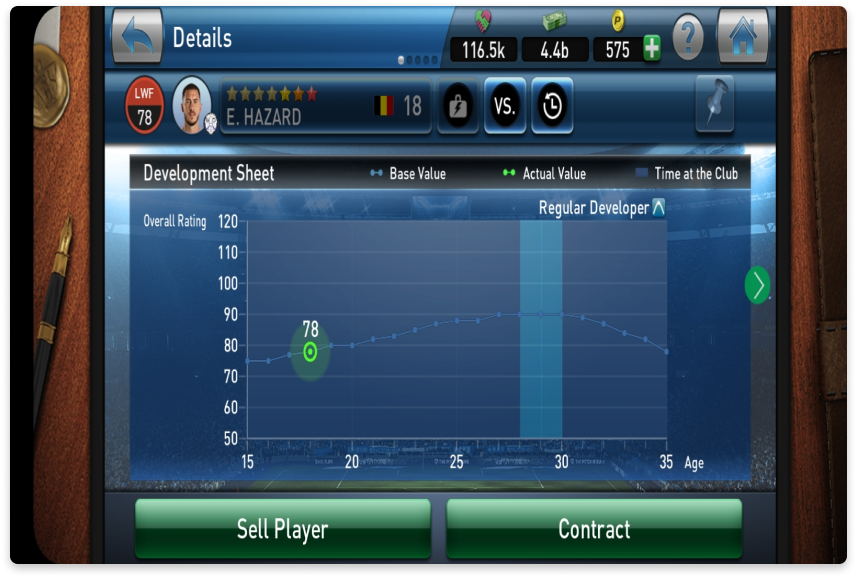 Details
116.5k
4.4b
P
575
?
LWF
78
E. HAZARD
18
VS.
Development Sheet
Base Value
Actual Value
Time at the Club
Regular Developer
Overall Rating
120
110
100
90
80
70
60
50
78
15
20
25
30
35
Age
Sell Player
Contract